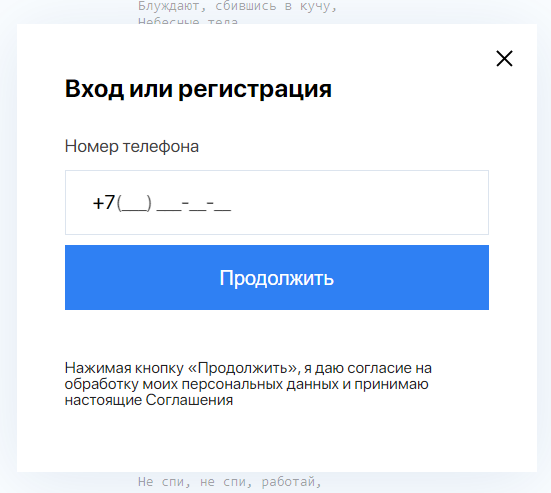 Блуждают, сбившись в кучу,
Небесные тела.
Вход или регистрация
Номер телефона
+7(___) ___-__-__
Продолжить
Нажимая кнопку «Продолжить», я даю согласие на
обработку моих персональных данных и принимаю
настоящие Соглашения
Не спи, не спи, работай,